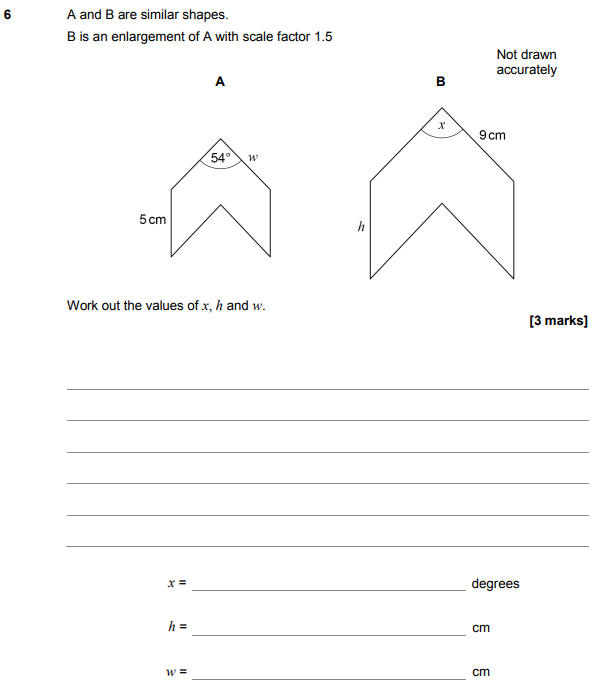 6 A and B are similar shapes.
B is an enlargement of A with scale factor 1.5
Not drawn
accurately
A B
x
9 cm
54° w
5 cm
h
Work out the values of x, h and w.
[3 marks]
x = degrees
h = cm
w = cm